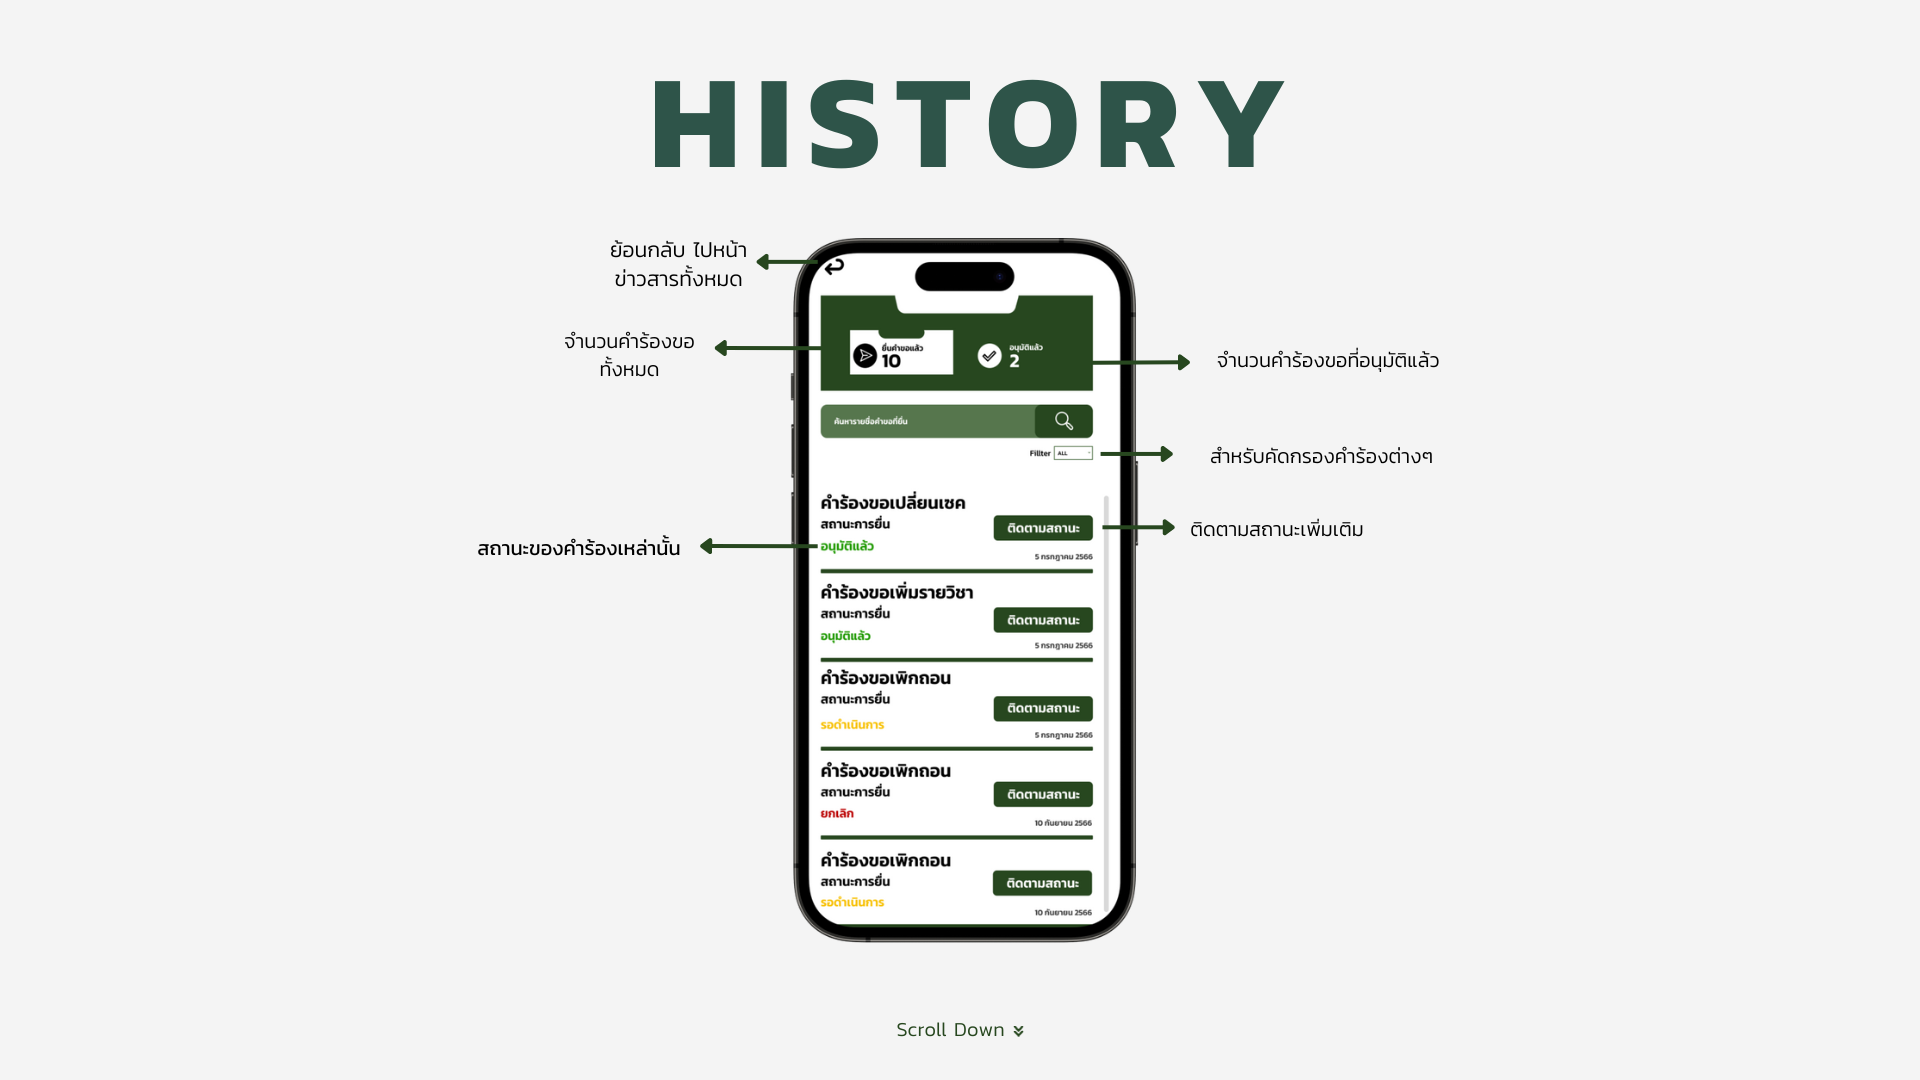 HISTORY
ย้อนกลับ ไปหน้า
ข่าวสารทั้งหมด
จำนวนคำร้องขอ
ทั้งหมด
สถานะของคำร้องเหล่านั้น
ยื่นคำขอแล้ว
10
อนุมัติแล้ว
2
ค้นหารายชื่อคำขอที่ยื่น
Fillter ALL
คำร้องขอเปลี่ยนเซค
สถานะการยื่น
อนุมัติแล้ว
ติดตามสถานะ
5 กรกฎาคม 2566
คำร้องขอเพิ่มรายวิชา
สถานะการยื่น
อนุมัติแล้ว
ติดตามสถานะ
5 กรกฎาคม 2566
คำร้องขอเพิกถอน
สถานะการยื่น
รอดำเนินการ
ติดตามสถานะ
5 กรกฎาคม 2566
คำร้องขอเพิกถอน
สถานะการยื่น
ยกเลิก
ติดตามสถานะ
10 กันยายน 2566
คำร้องขอเพิกถอน
สถานะการยื่น
รอดำเนินการ
ติดตามสถานะ
10 กันยายน 2566
จำนวนคำร้องขอที่อนุมัติแล้ว
สำหรับคัดกรองคำร้องต่างๆ
ติดตามสถานะเพิ่มเติม
Scroll Down